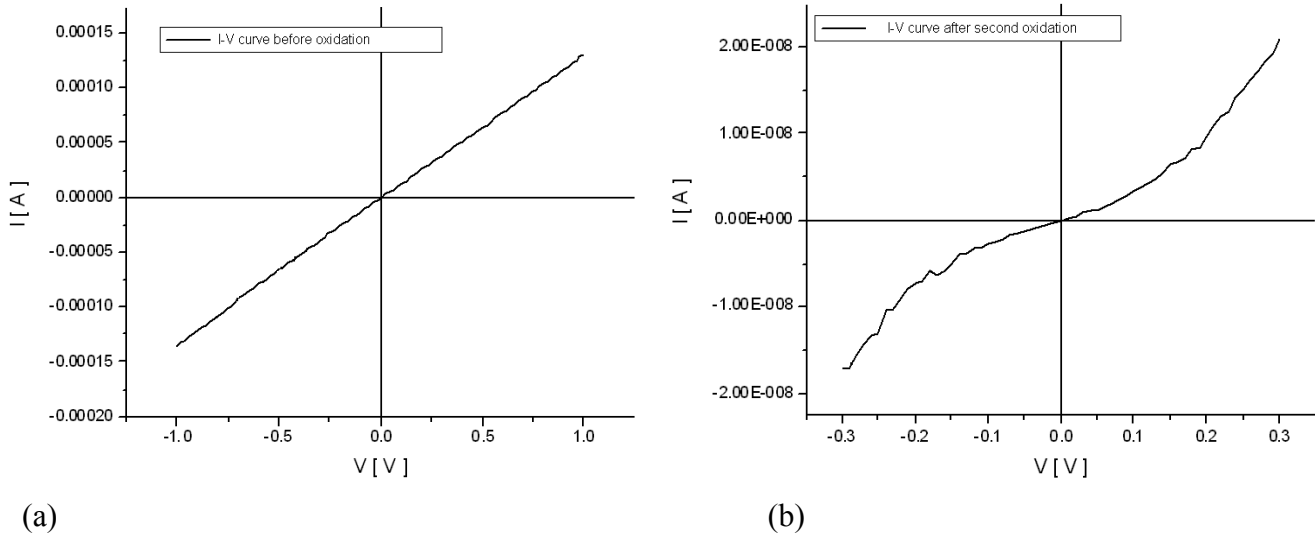 I-V curve before oxidation
0.00015
0.00010
0.00005
0.00000
-0.00005
-0.00010
-0.00015
-0.00020
I [ A ]
-1.0 -0.5 0.0 0.5 1.0
V [ V ]
(a)
I-V curve after second oxidation
2.00E-008
1.00E-008
0.00E+000
-1.00E-008
-2.00E-008
I [ A ]
-0.3 -0.2 -0.1 0.0 0.1 0.2 0.3
V [ V ]
(b)